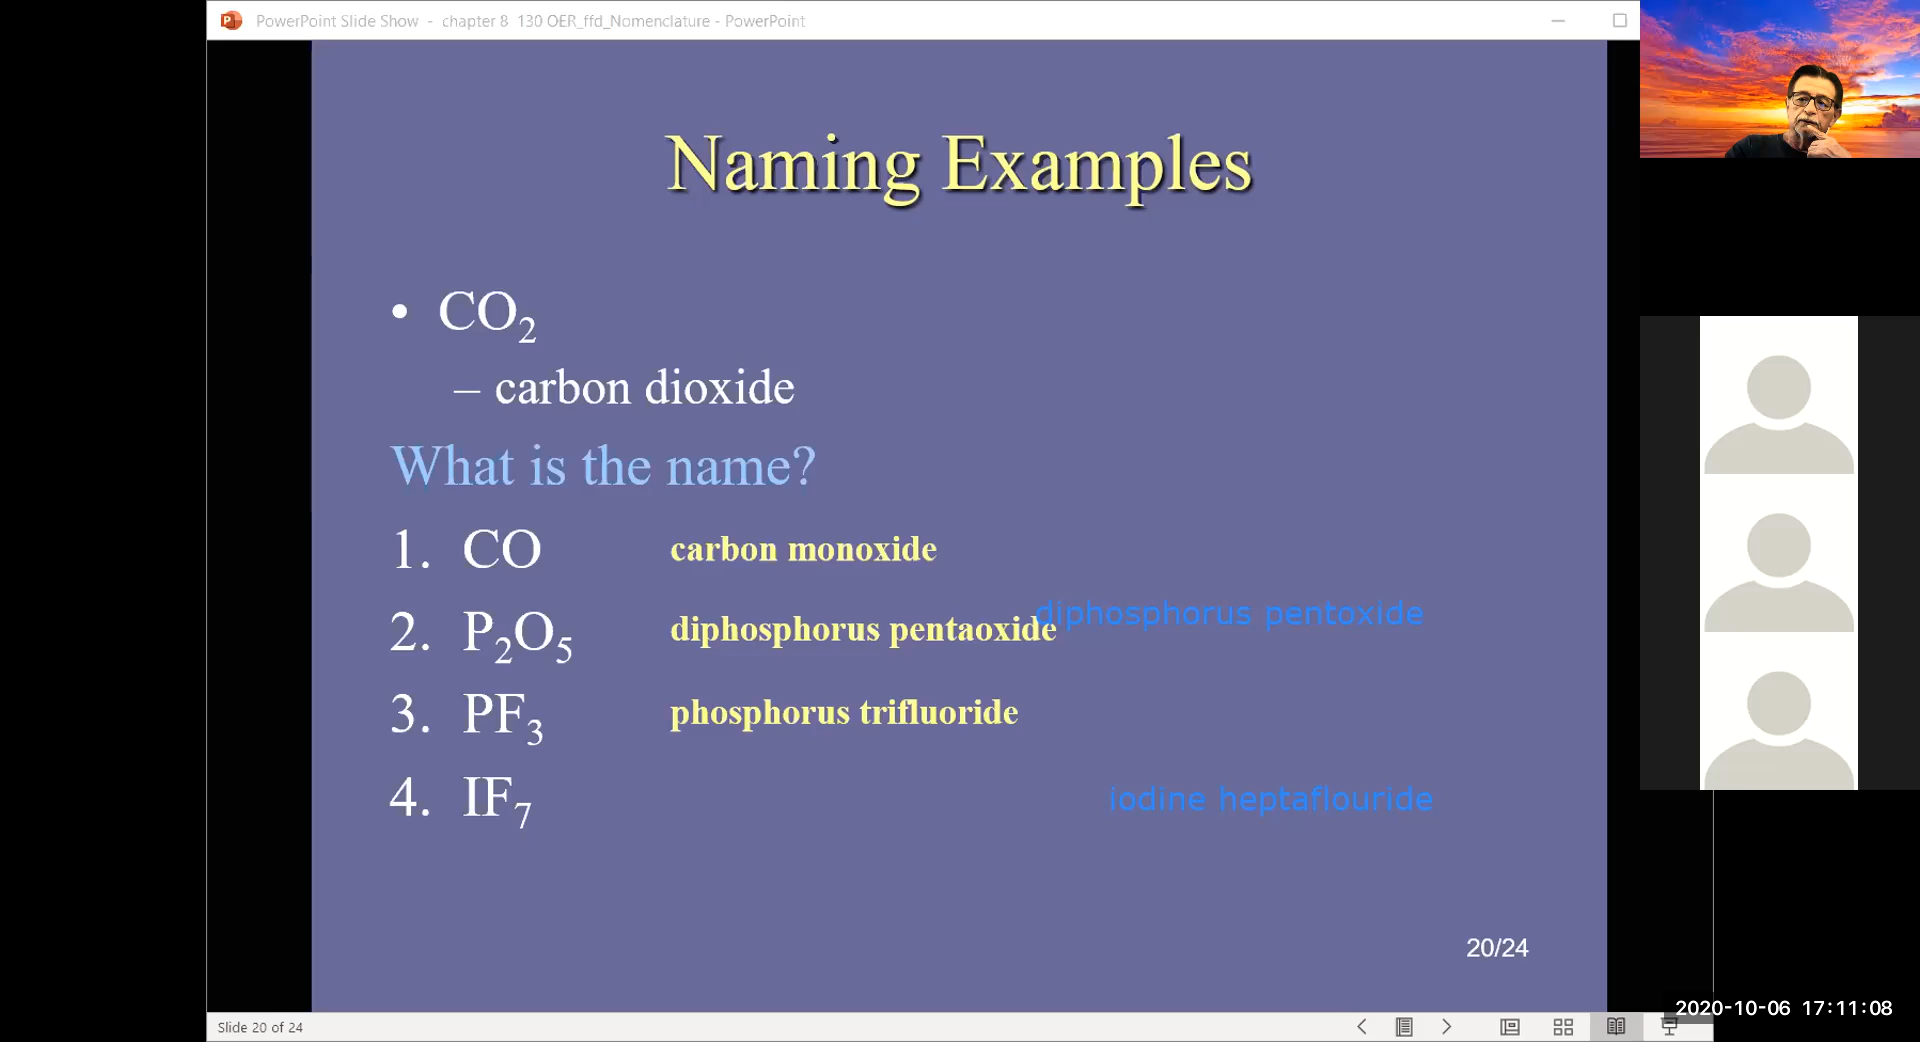 PowerPoint Slide Show - chapter 8 130 OER_ffd_Nomenclature - PowerPoint
Naming Examples
• CO₂
– carbon dioxide
What is the name?
1. CO carbon monoxide
2. P₂O₅ diphosphorus pentaoxide diphosphorus pentoxide
3. PF₃ phosphorus trifluoride
4. IF₇ iodine heptaflouride
20/24
2020-10-06 17:11:08
Slide 20 of 24